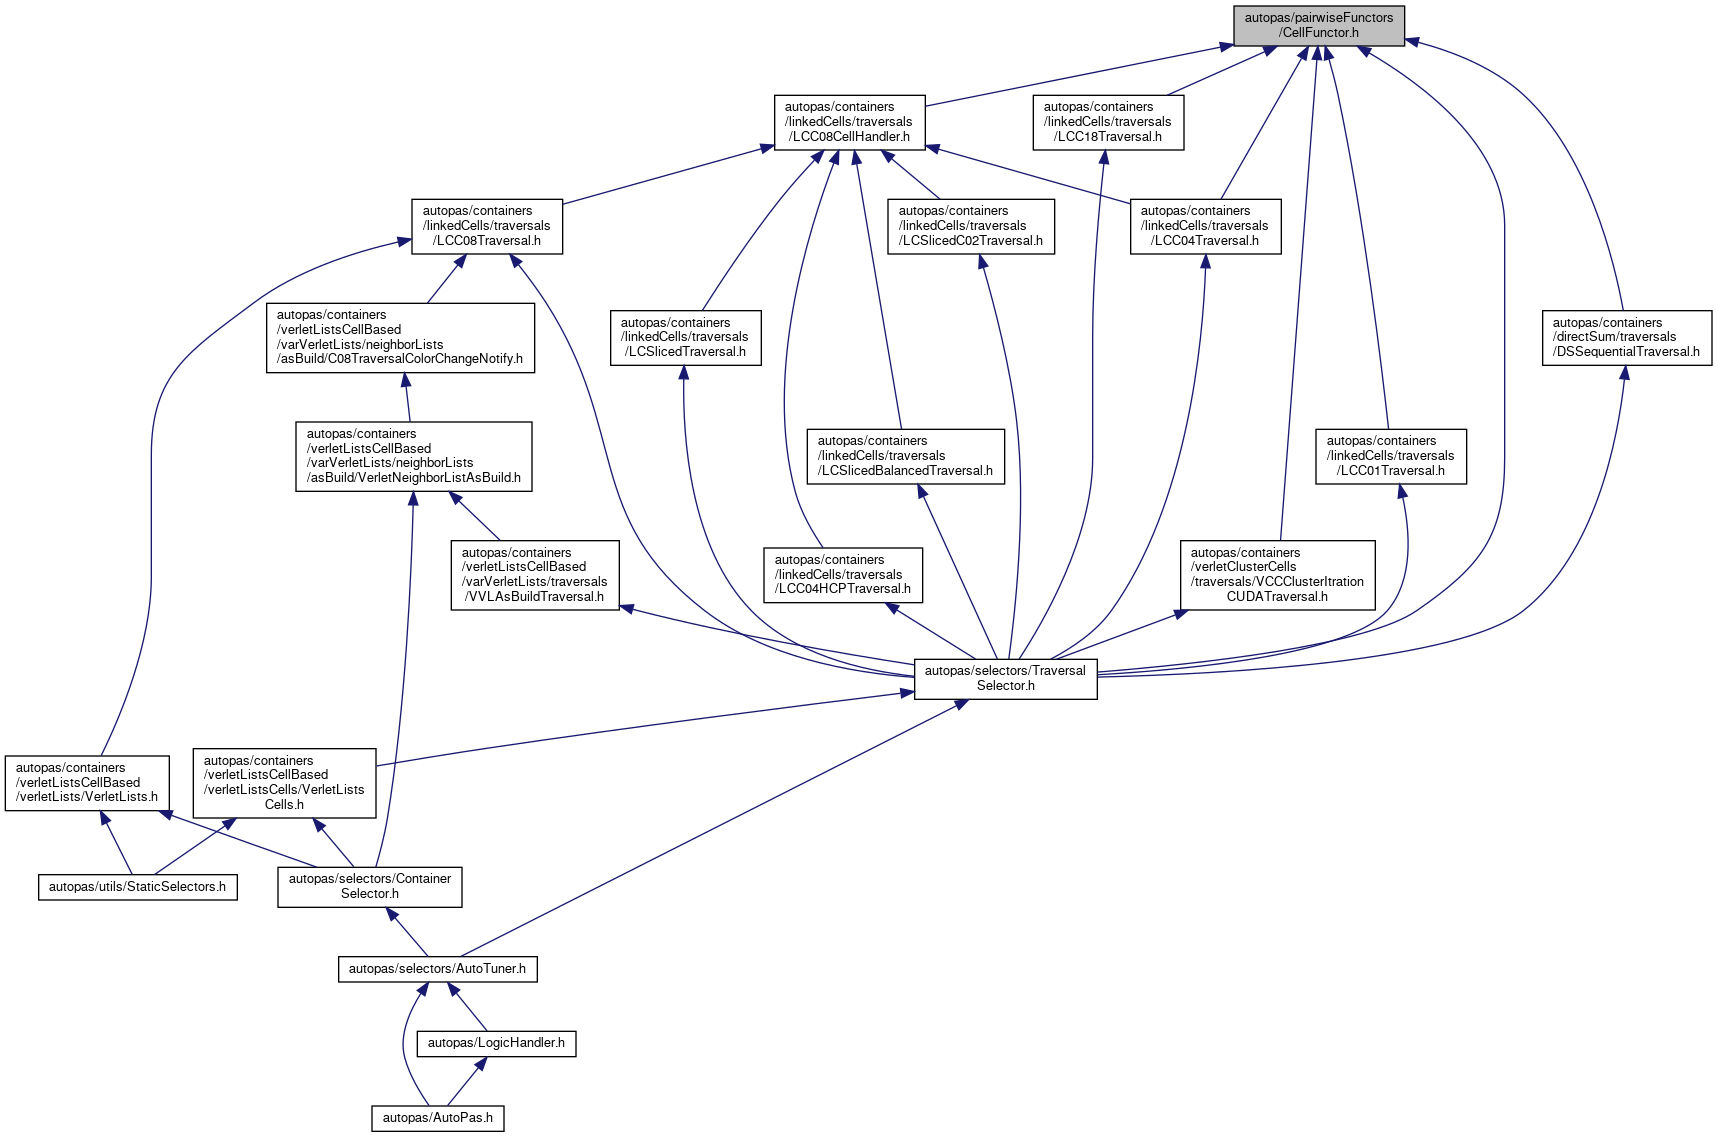 autopas/pairwiseFunctors
/CellFunctor.h
autopas/containers
/linkedCells/traversals
/LCC08CellHandler.h
autopas/containers
/linkedCells/traversals
/LCC18Traversal.h
autopas/containers
/linkedCells/traversals
/LCC08Traversal.h
autopas/containers
/linkedCells/traversals
/LCSlicedC02Traversal.h
autopas/containers
/linkedCells/traversals
/LCC04Traversal.h
autopas/containers
/verletListsCellBased
/varVerletLists/neighborLists
/asBuild/C08TraversalColorChangeNotify.h
autopas/containers
/linkedCells/traversals
/LCSlicedTraversal.h
autopas/containers
/directSum/traversals
/DSSequentialTraversal.h
autopas/containers
/verletListsCellBased
/varVerletLists/neighborLists
/asBuild/VerletNeighborListAsBuild.h
autopas/containers
/linkedCells/traversals
/LCSlicedBalancedTraversal.h
autopas/containers
/linkedCells/traversals
/LCC01Traversal.h
autopas/containers
/verletListsCellBased
/varVerletLists/traversals
/VVLAsBuildTraversal.h
autopas/containers
/linkedCells/traversals
/LCC04HCPTraversal.h
autopas/containers
/verletClusterCells
/traversals/VCCClusterItration
CUDATraversal.h
autopas/selectors/Traversal
Selector.h
autopas/containers
/verletListsCellBased
/verletLists/VerletLists.h
autopas/containers
/verletListsCellBased
/verletListsCells/VerletLists
Cells.h
autopas/utils/StaticSelectors.h
autopas/selectors/Container
Selector.h
autopas/selectors/AutoTuner.h
autopas/LogicHandler.h
autopas/AutoPas.h